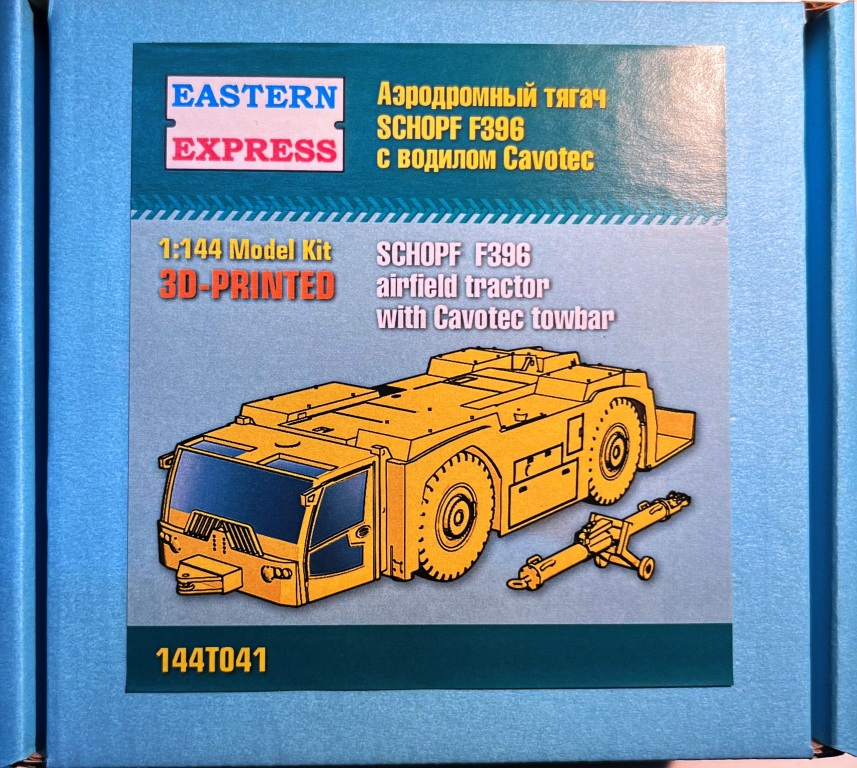 EASTERN
EXPRESS
Аэродромный тягач
SCHOPF F396
с водилом Cavotec
1:144 Model Kit
3D-PRINTED
SCHOPF F396
airfield tractor
with Cavotec towbar
144T041